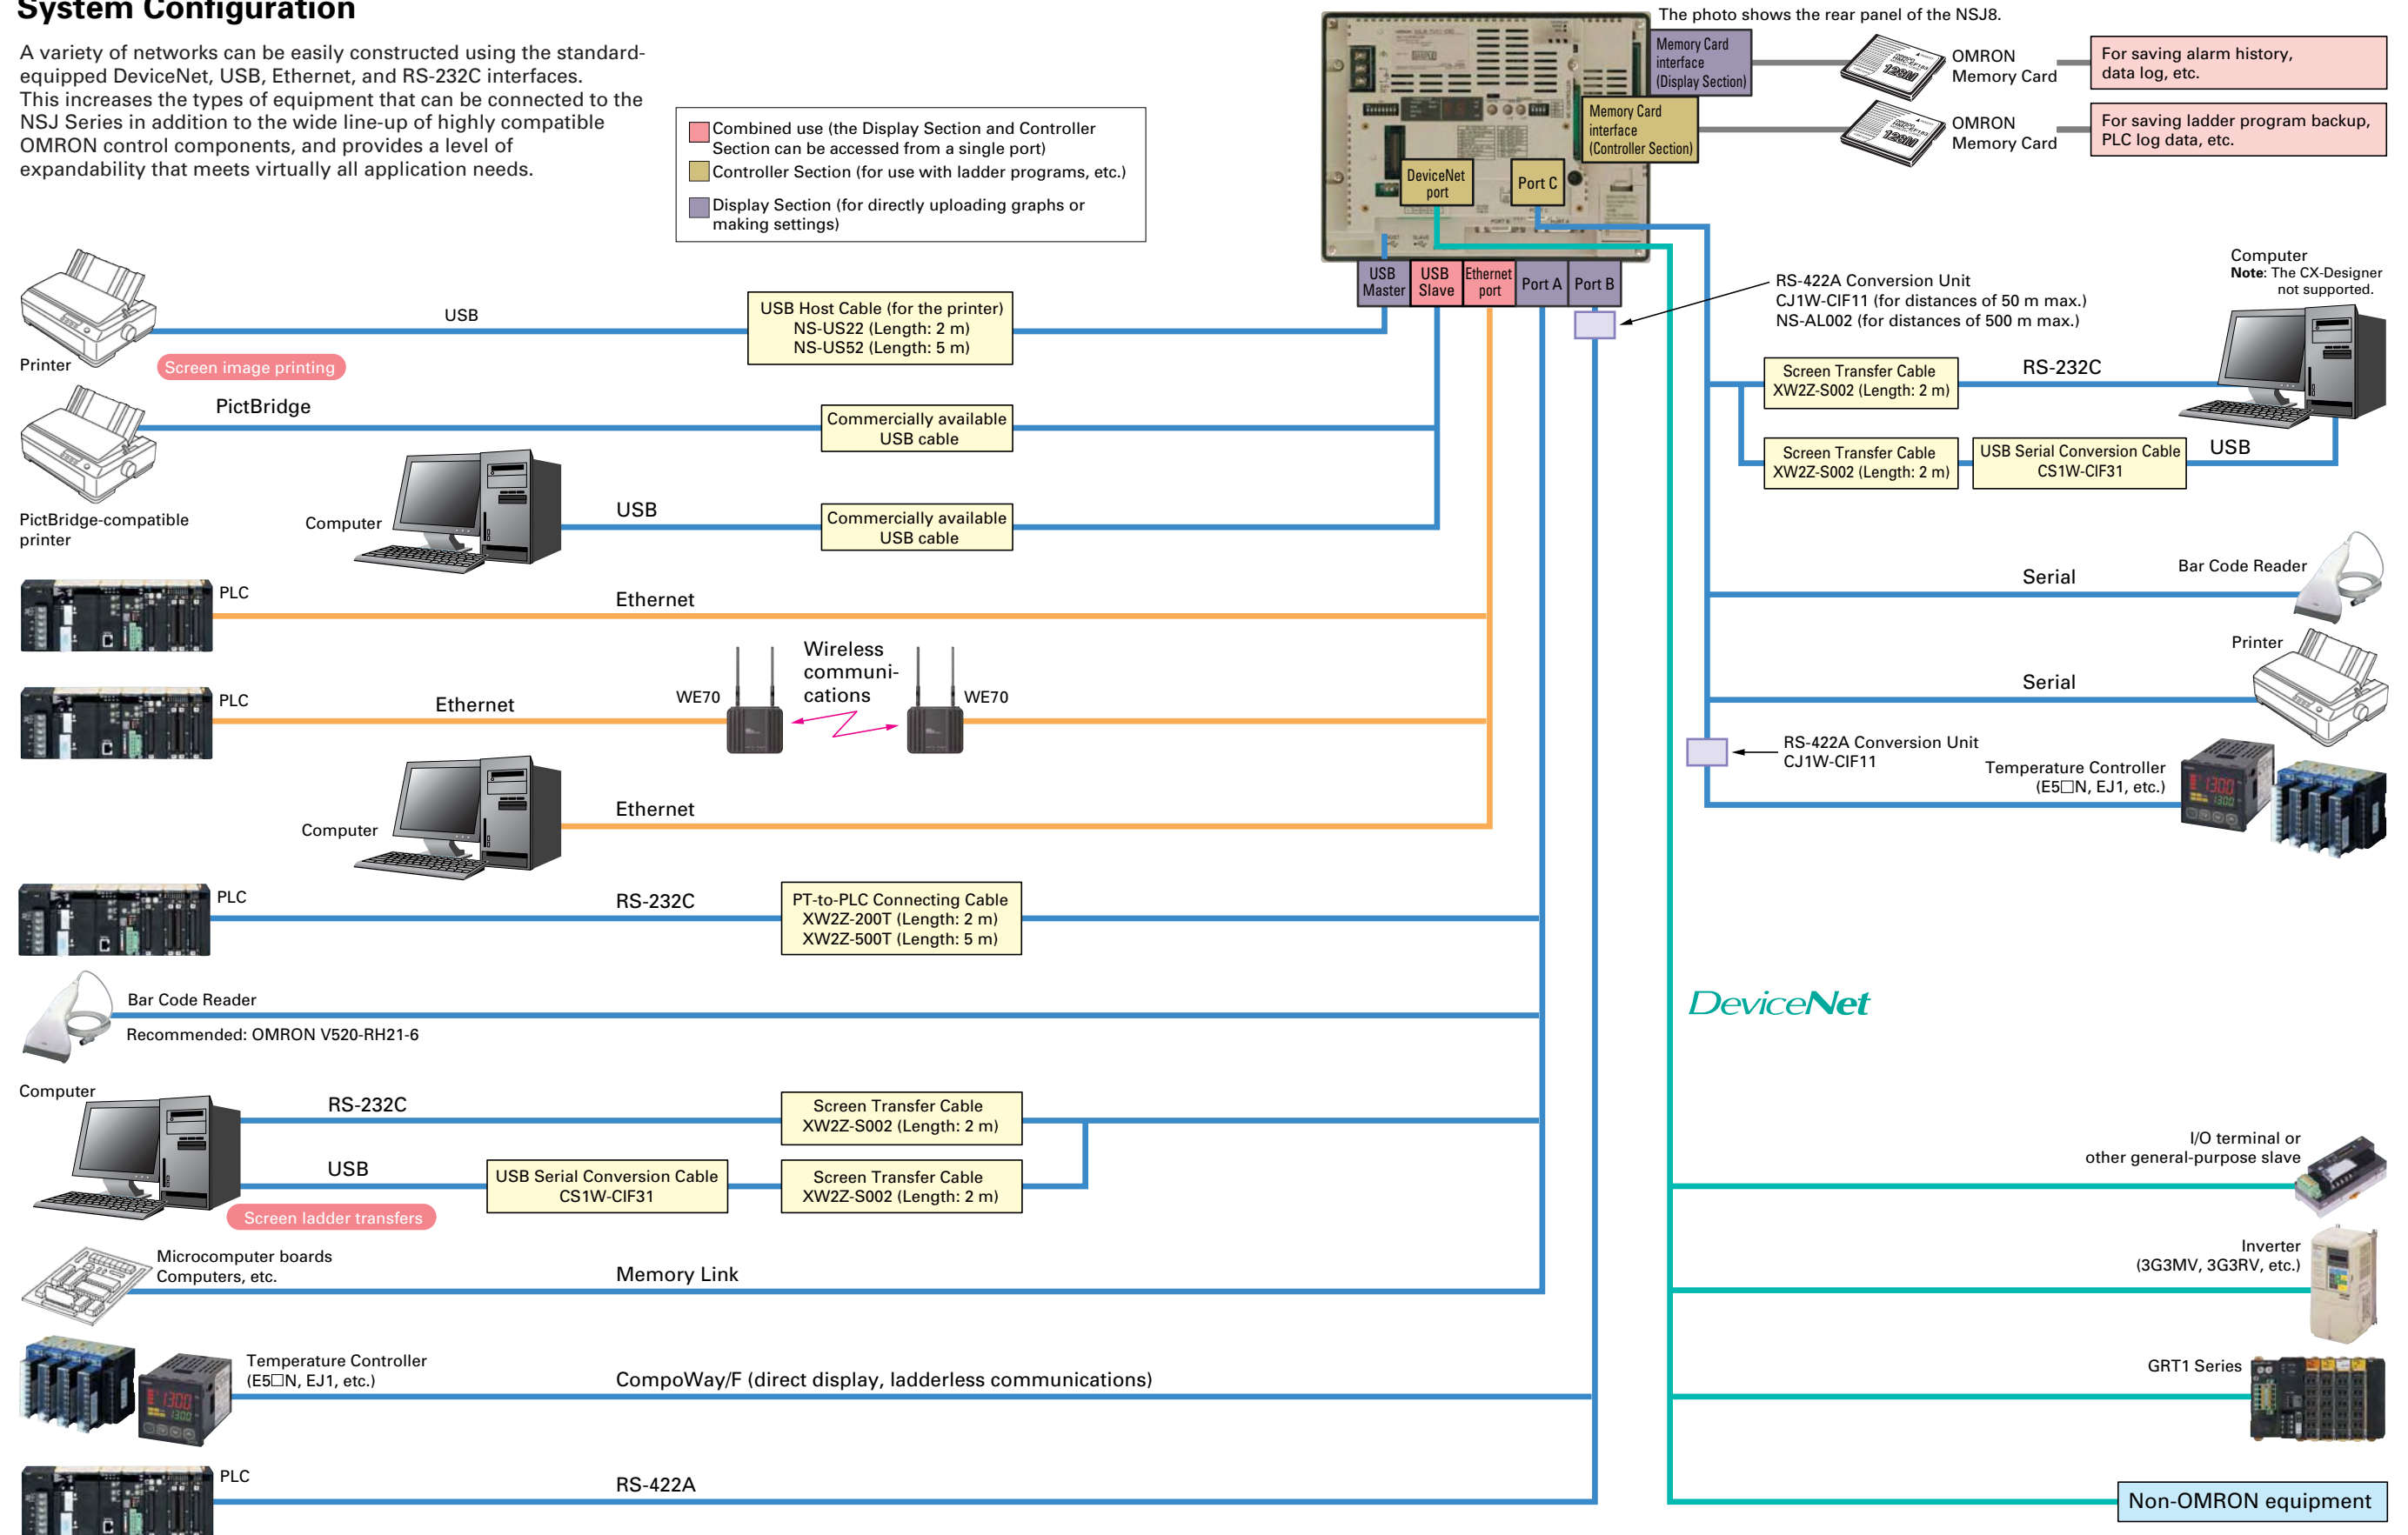 System Configuration
A variety of networks can be easily constructed using the standard-
equipped DeviceNet, USB, Ethernet, and RS-232C interfaces.
This increases the types of equipment that can be connected to the
NSJ Series in addition to the wide line-up of highly compatible
OMRON control components, and provides a level of
expandability that meets virtually all application needs.
Combined use (the Display Section and Controller
Section can be accessed from a single port)
Controller Section (for use with ladder programs, etc.)
Display Section (for directly uploading graphs or
making settings)
The photo shows the rear panel of the NSJ8.
Memory Card
interface
(Display Section)
OMRON
Memory Card
For saving alarm history,
data log, etc.
Memory Card
interface
(Controller Section)
OMRON
Memory Card
For saving ladder program backup,
PLC log data, etc.
128M
128M
DeviceNet
port
Port C
USB
Master
USB
Slave
Ethernet
port
Port A
Port B
RS-422A Conversion Unit
CJ1W-CIF11 (for distances of 50 m max.)
NS-AL002 (for distances of 500 m max.)
Computer
Note: The CX-Designer
not supported.
Printer
USB
USB Host Cable (for the printer)
NS-US22 (Length: 2 m)
NS-US52 (Length: 5 m)
Screen image printing
PictBridge
Commercially available
USB cable
PictBridge-compatible
printer
Computer
USB
Commercially available
USB cable
Screen Transfer Cable
XW2Z-S002 (Length: 2 m)
RS-232C
Screen Transfer Cable
XW2Z-S002 (Length: 2 m)
USB Serial Conversion Cable
CS1W-CIF31
USB
PLC
Ethernet
Serial
Bar Code Reader
PLC
Ethernet
WE70
Wireless
communi-
cations
WE70
Serial
Printer
Computer
Ethernet
RS-422A Conversion Unit
CJ1W-CIF11
Temperature Controller
(E5□N, EJ1, etc.)
PLC
RS-232C
PT-to-PLC Connecting Cable
XW2Z-200T (Length: 2 m)
XW2Z-500T (Length: 5 m)
Bar Code Reader
Recommended: OMRON V520-RH21-6
DeviceNet
Computer
RS-232C
Screen Transfer Cable
XW2Z-S002 (Length: 2 m)
USB
USB Serial Conversion Cable
CS1W-CIF31
Screen Transfer Cable
XW2Z-S002 (Length: 2 m)
Screen ladder transfers
I/O terminal or
other general-purpose slave
Microcomputer boards
Computers, etc.
Memory Link
Inverter
(3G3MV, 3G3RV, etc.)
Temperature Controller
(E5□N, EJ1, etc.)
CompoWay/F (direct display, ladderless communications)
GRT1 Series
PLC
RS-422A
Non-OMRON equipment